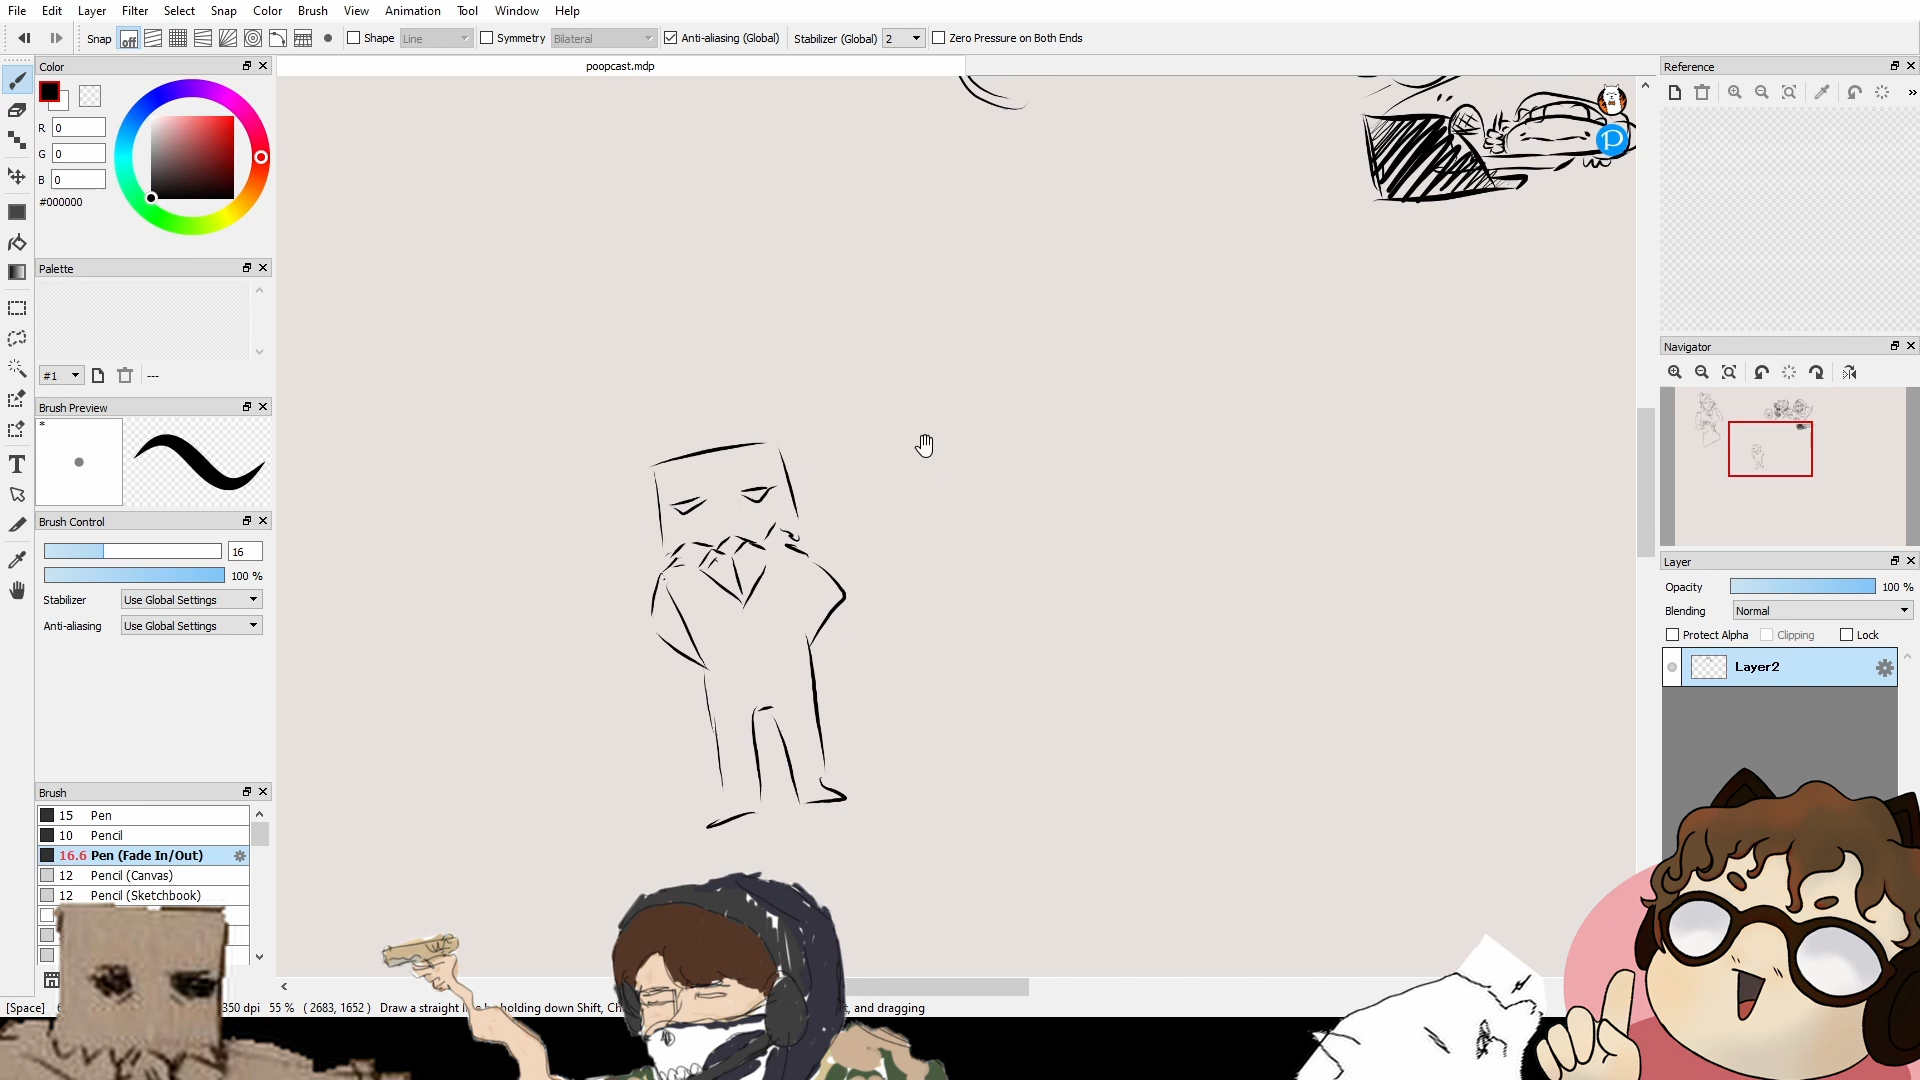 File Edit Layer Filter Select Snap Color Brush View Animation Tool Window Help
Snap off Shape Line Symmetry Bilateral Anti-aliasing (Global) Stabilizer (Global) 2 Zero Pressure on Both Ends
Color
poopcast.mdp
Reference
R 0
G 0
B 0
#000000
P
Palette
#1 ---
Navigator
Brush Preview
*
Brush Control
16
100 %
Stabilizer Use Global Settings
Anti-aliasing Use Global Settings
Layer
Opacity 100 %
Blending Normal
Protect Alpha Clipping Lock
Layer2
Brush
15 Pen
10 Pencil
16.6 Pen (Fade In/Out)
12 Pencil (Canvas)
12 Pencil (Sketchbook)
[Space] 350 dpi 55 % ( 2683, 1652 ) Draw a straight holding down Shift, and dragging